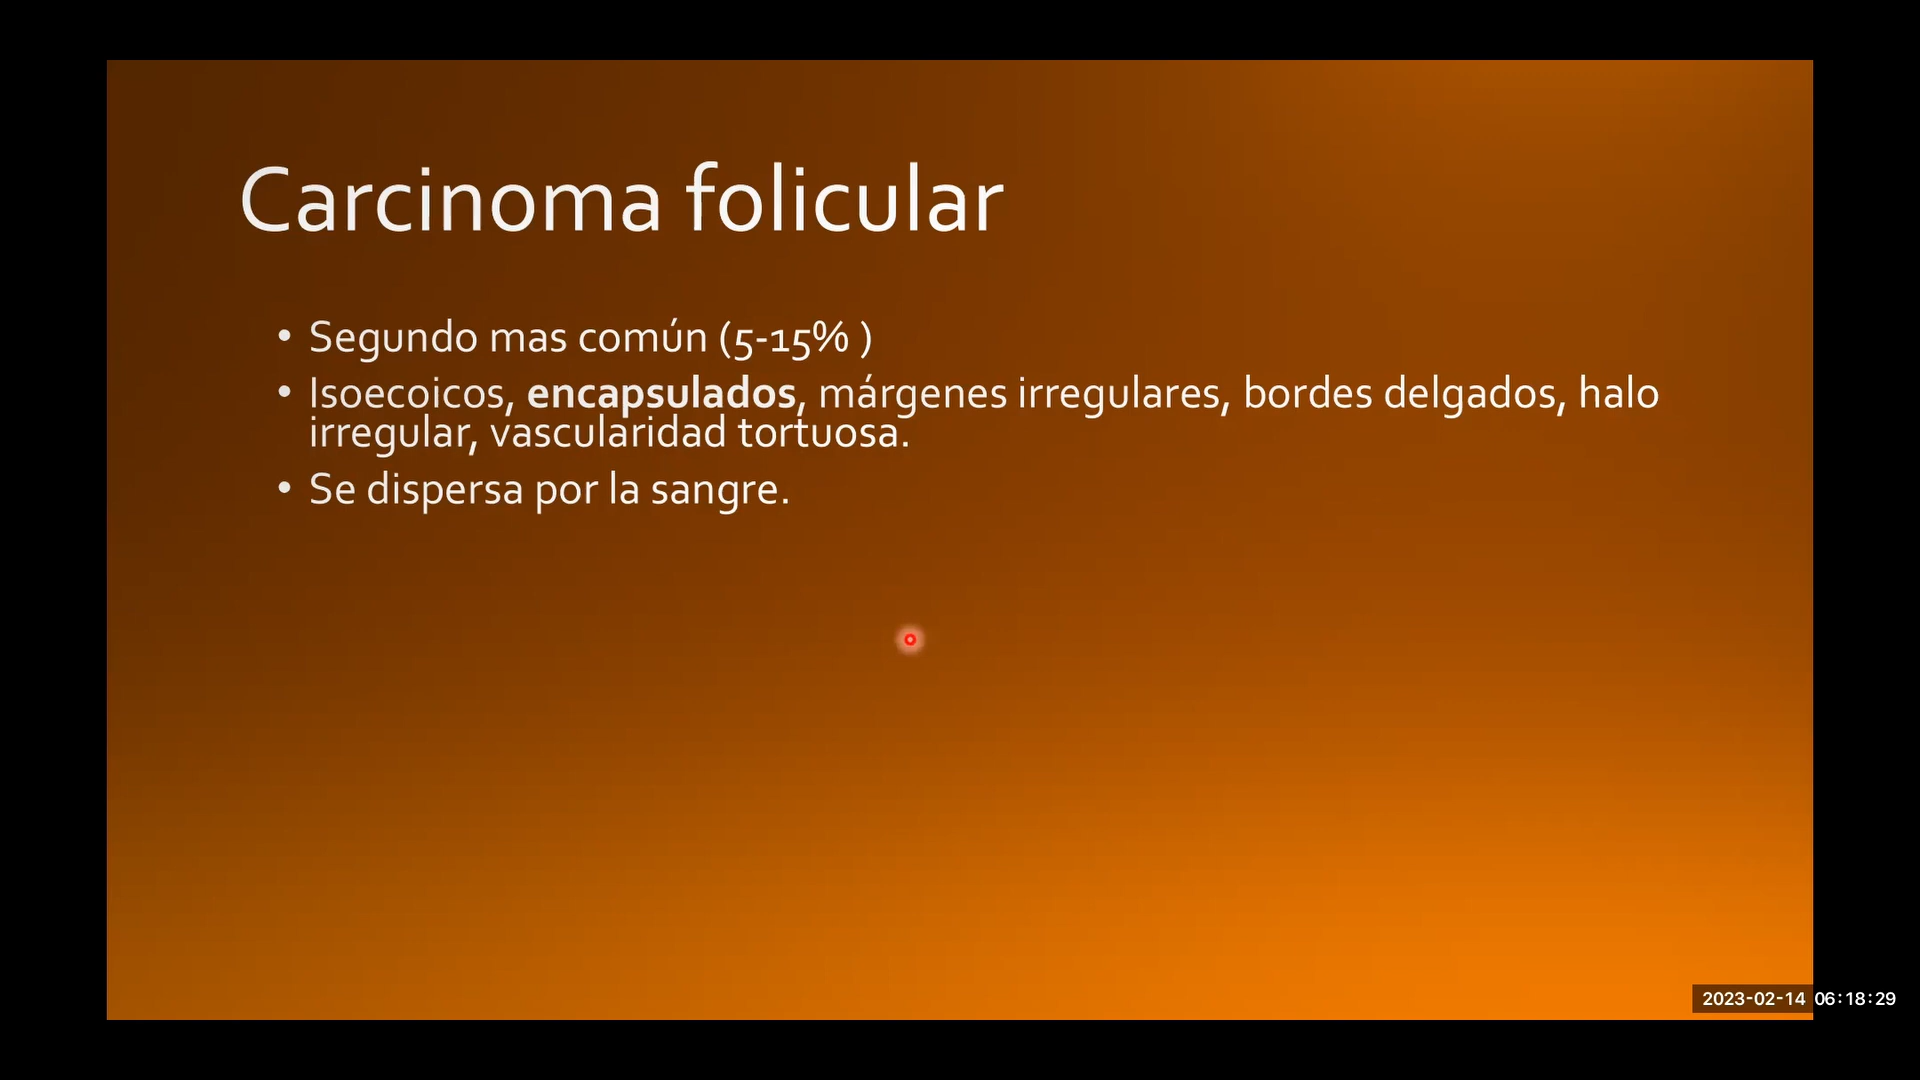 Carcinoma folicular
• Segundo mas común (5-15% )
• Isoecoicos, encapsulados, márgenes irregulares, bordes delgados, halo
irregular, vascularidad tortuosa.
• Se dispersa por la sangre.
2023-02-14 06:18:29